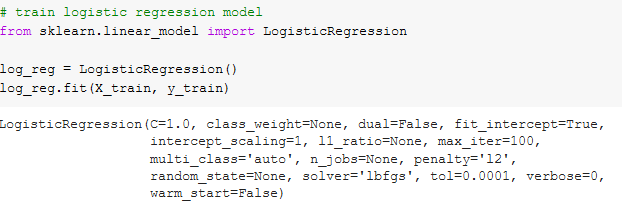 # train logistic regression model
from sklearn.linear_model import LogisticRegression
log_reg = LogisticRegression()
log_reg.fit(X_train, y_train)
LogisticRegression(C=1.0, class_weight=None, dual=False, fit_intercept=True,
intercept_scaling=1, l1_ratio=None, max_iter=100,
multi_class='auto', n_jobs=None, penalty='l2',
random_state=None, solver='lbfgs', tol=0.0001, verbose=0,
warm_start=False)